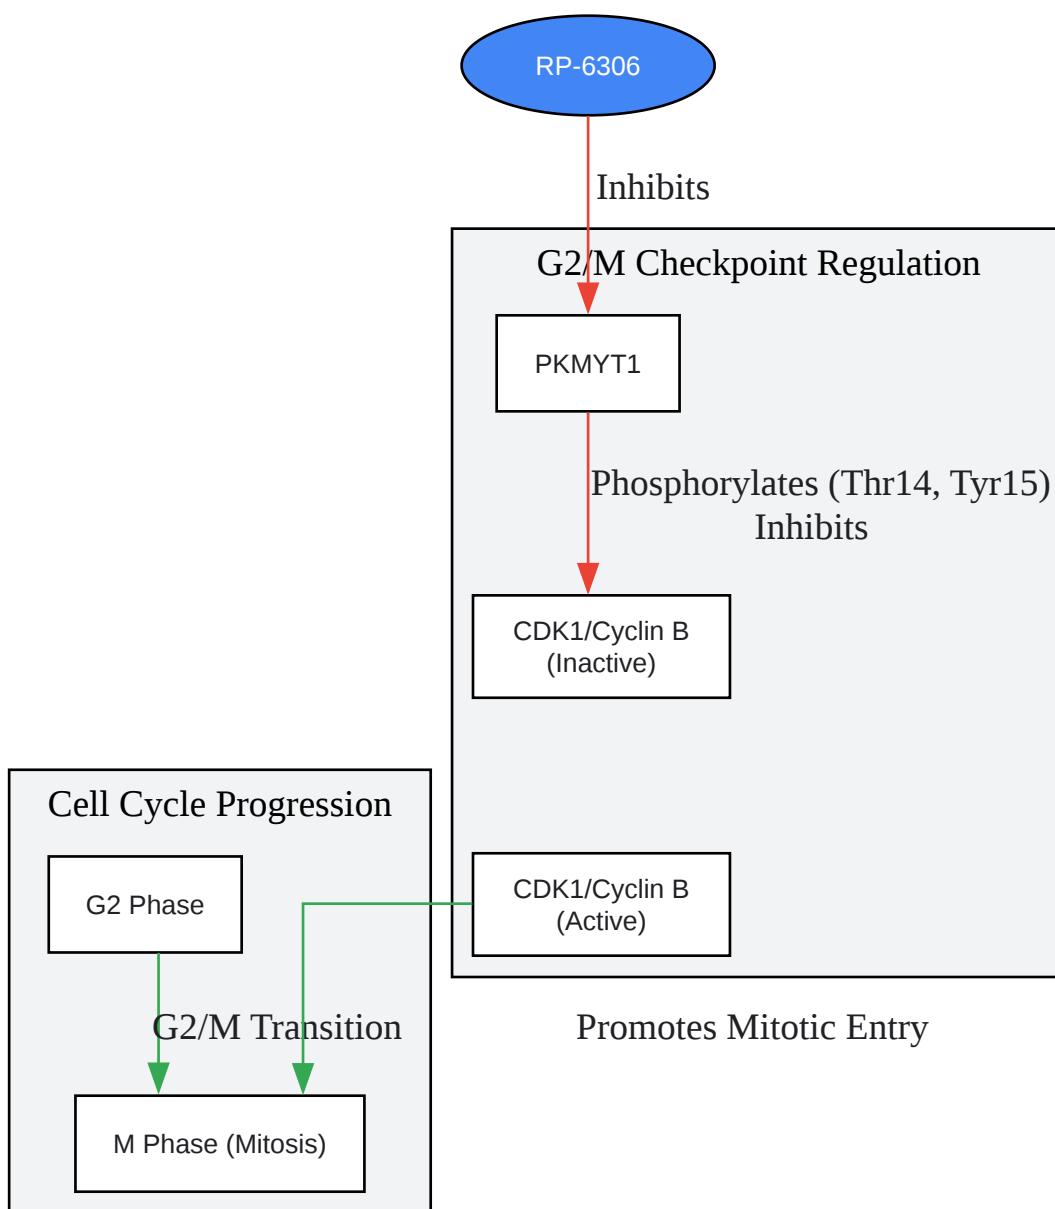 RP-6306
Inhibits
G2/M Checkpoint Regulation
PKMYT1
Phosphorylates (Thr14, Tyr15)
Inhibits
CDK1/Cyclin B
(Inactive)
Cell Cycle Progression
G2 Phase
CDK1/Cyclin B
(Active)
G2/M Transition
Promotes Mitotic Entry
M Phase (Mitosis)